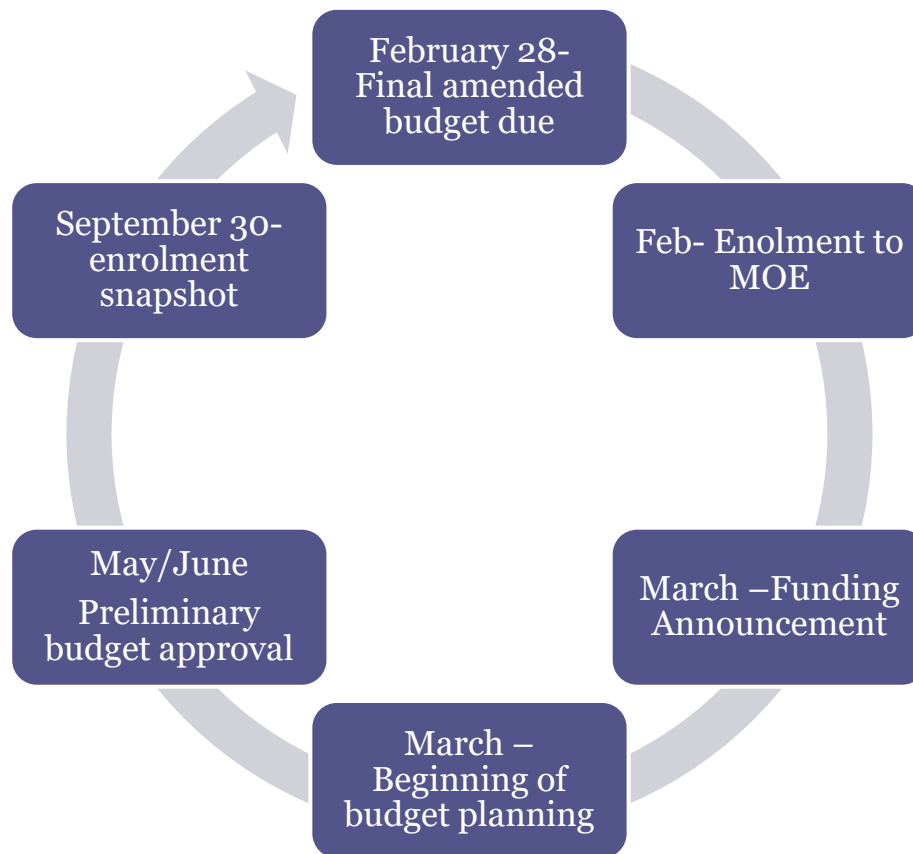 February 28-
Final amended
budget due
Feb- Enolment to
MOE
March –Funding
Announcement
March –
Beginning of
budget planning
May/June
Preliminary
budget approval
September 30-
enrolment
snapshot